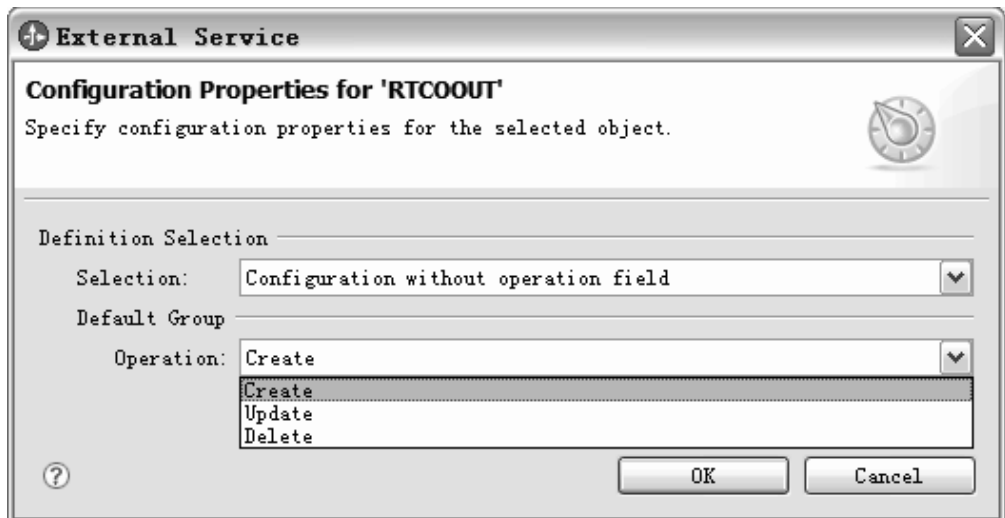 External Service
Configuration Properties for 'RTCOOUT'
Specify configuration properties for the selected object.
Definition Selection
Selection: Configuration without operation field
Default Group
Operation: Create
Create
Update
Delete
? OK Cancel